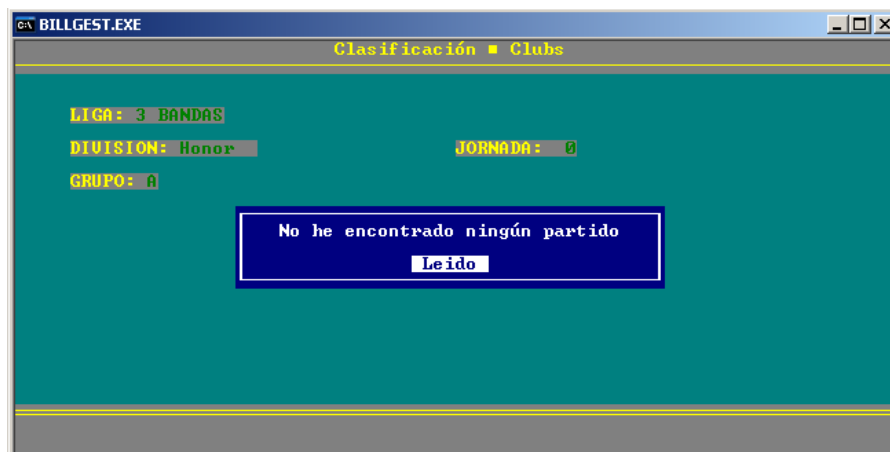 BILLGEST.EXE
Clasificación ■ Clubs
LIGA: 3 BANDAS
DIVISION: Honor JORNADA: 0
GRUPO: A
No he encontrado ningún partido
Leido